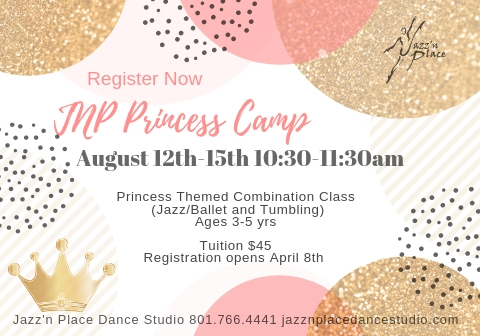 Jazz'n
Place
Register Now
JNP Princess Camp
August 12th-15th 10:30-11:30am
Princess Themed Combination Class
(Jazz/Ballet and Tumbling)
Ages 3-5 yrs
Tuition $45
Registration opens April 8th
Jazz'n Place Dance Studio 801.766.4441 jazznplacedancestudio.com